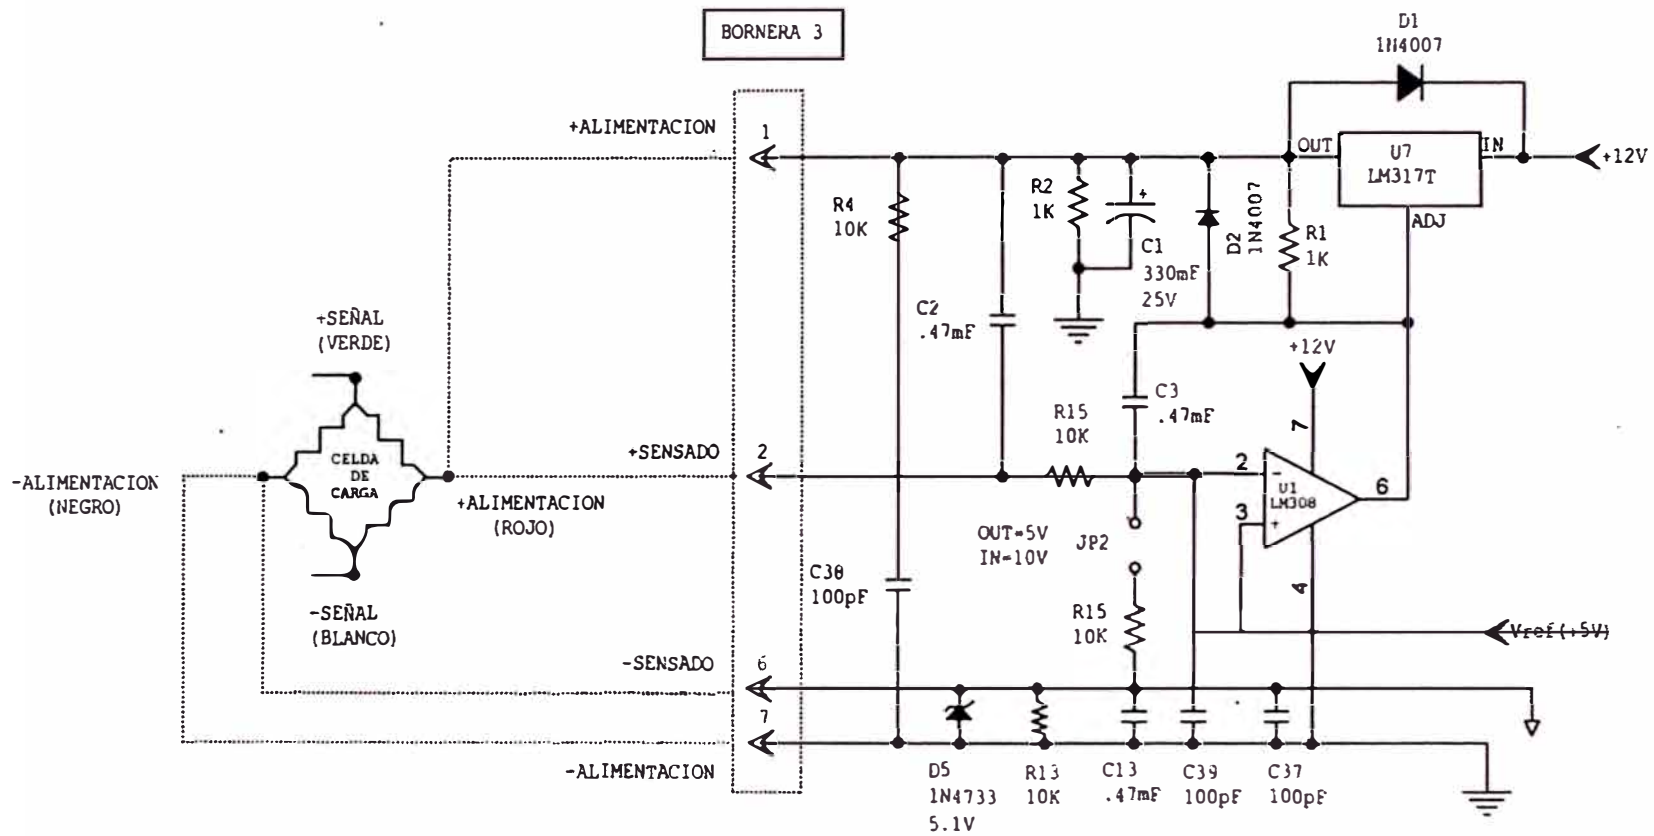 BORNERA 3
D1
1N4007
+ALIMENTACION
1
OUT
U7
LM317T
IN
+12V
ADJ
R4
10K
R2
1K
+
C1
330mF
25V
D2
1N4007
R1
1K
C2
.47mF
+12V
+SEÑAL
(VERDE)
C3
.47mF
R15
10K
7
CELDA
DE
CARGA
+SENSADO
2
2
-
U1
LM308
6
3
+
-ALIMENTACION
(NEGRO)
+ALIMENTACION
(ROJO)
OUT=5V
IN=10V
JP2
4
C38
100pF
-SEÑAL
(BLANCO)
R15
10K
Vref(+5V)
-SENSADO
6
7
-ALIMENTACION
D5
1N4733
5.1V
R13
10K
C13
.47mF
C39
100pF
C37
100pF